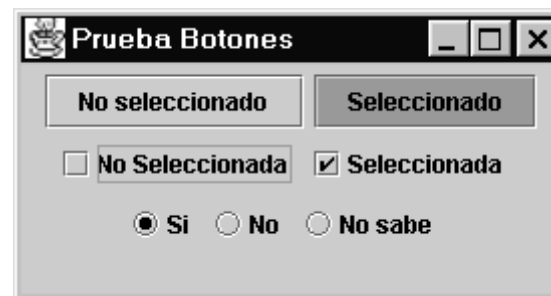 Prueba Botones
No seleccionado Seleccionado
No Seleccionada Seleccionada
Si No No sabe